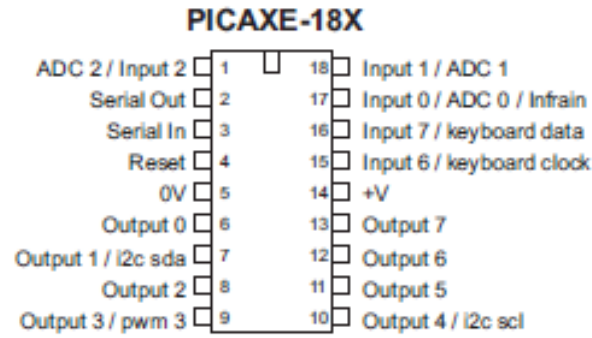 PICAXE-18X
ADC 2 / Input 2 1 18 Input 1 / ADC 1
Serial Out 2 17 Input 0 / ADC 0 / Infrain
Serial In 3 16 Input 7 / keyboard data
Reset 4 15 Input 6 / keyboard clock
0V 5 14 +V
Output 0 6 13 Output 7
Output 1 / i2c sda 7 12 Output 6
Output 2 8 11 Output 5
Output 3 / pwm 3 9 10 Output 4 / i2c scl